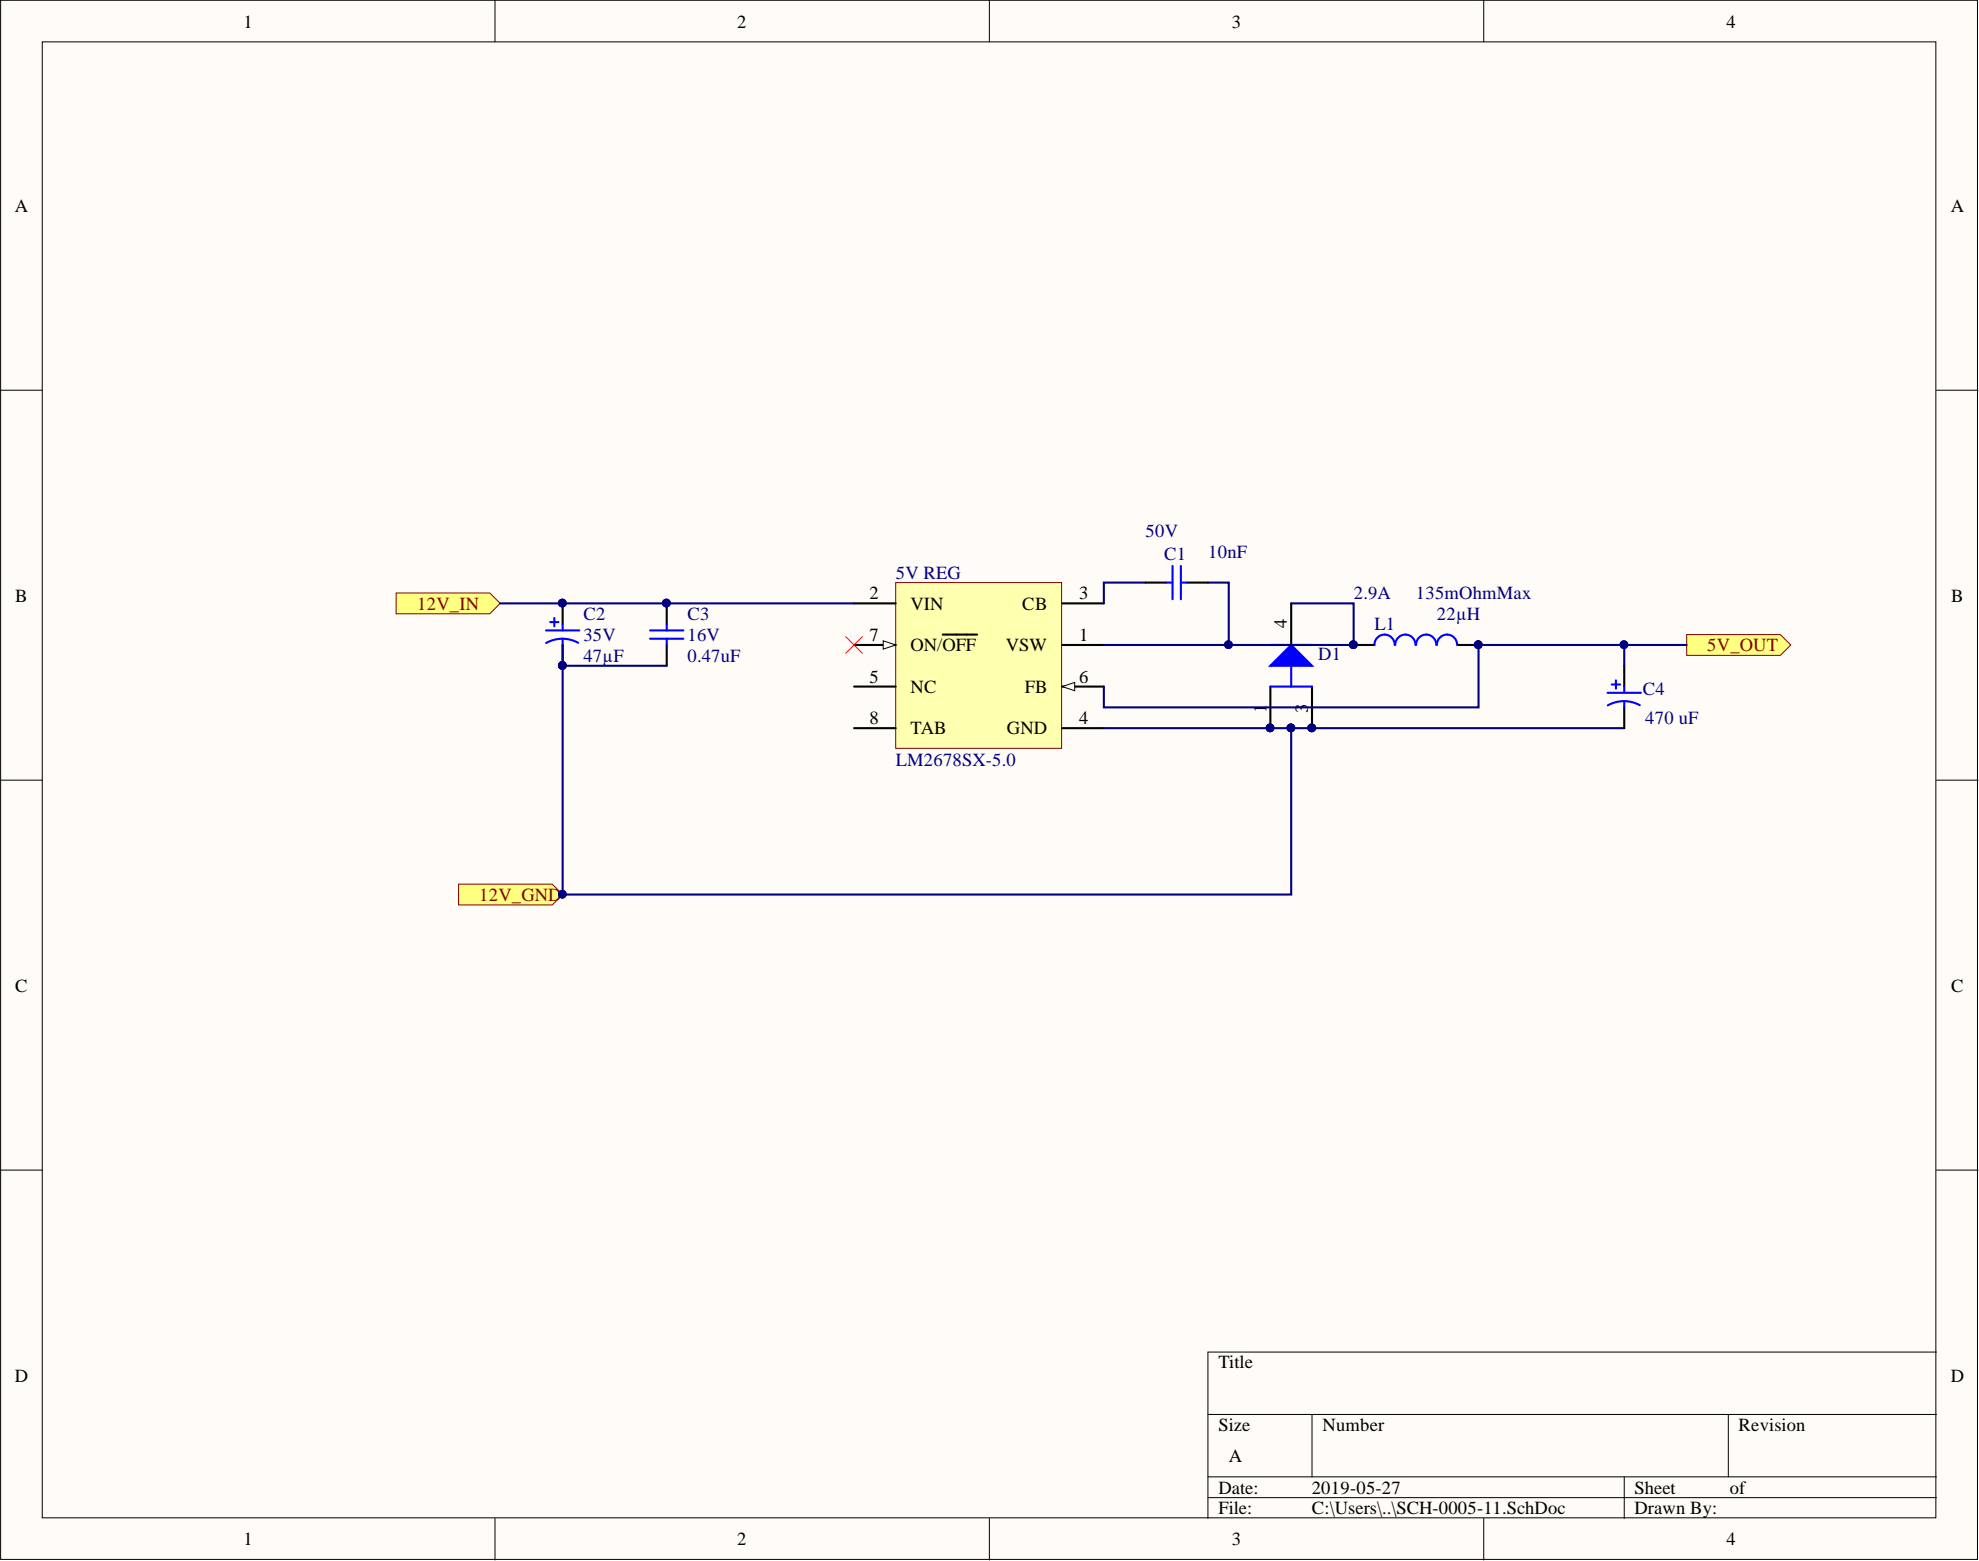 1 2 3 4
A A
50V
C1 10nF
5V REG
B B
12V_IN 2 VIN CB 3 4 2.9A 135mOhmMax
C2 C3 L1 22µH
35V 16V 7 ON/OFF VSW 1 D1 5V_OUT
47µF 0.47uF
5 NC FB 6 C4
1 3
8 TAB GND 4 470 uF
LM2678SX-5.0
12V_GND
C C
Title
D D
Size Number Revision
A
Date: 2019-05-27 Sheet of
File: C:\Users\..\SCH-0005-11.SchDoc Drawn By:
1 2 3 4